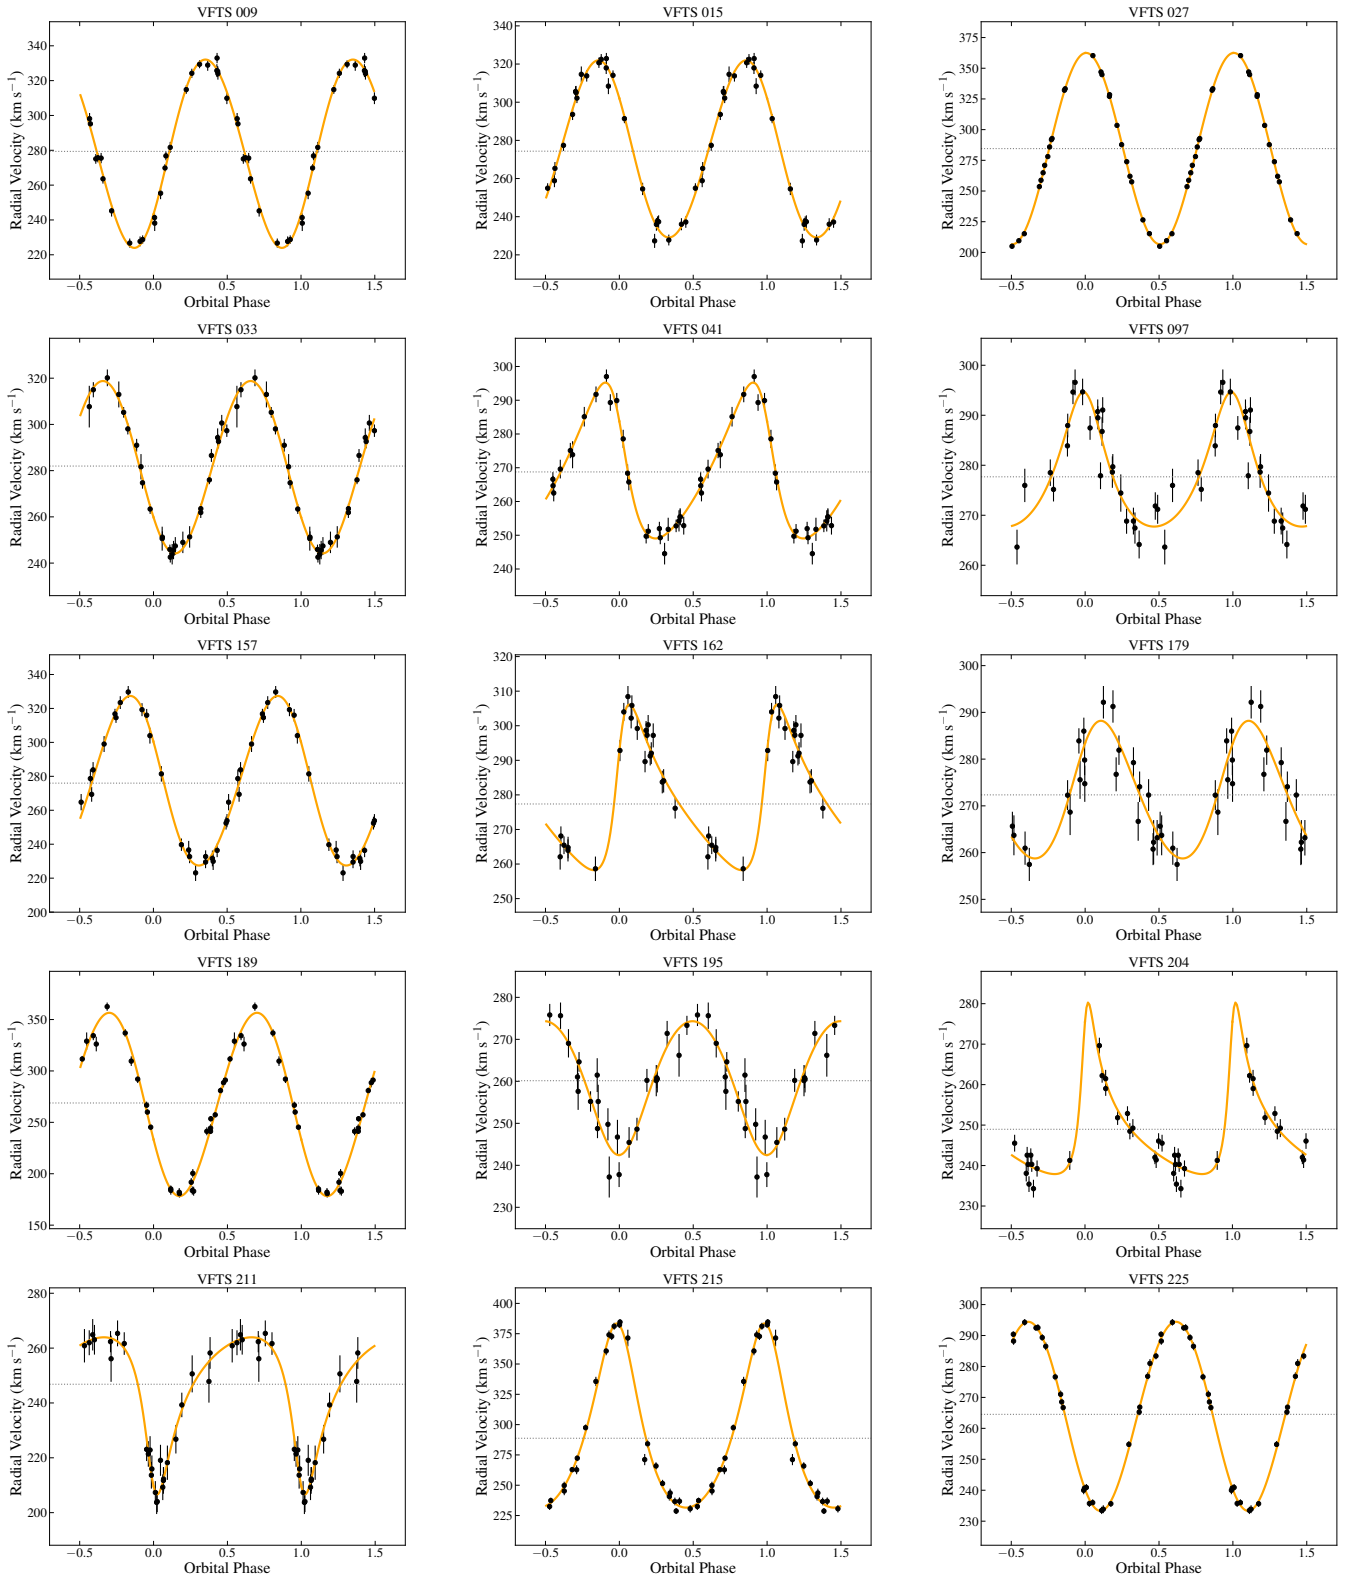 VFTS 009 VFTS 015 VFTS 027
340 320 300 280 260 240 220
340 320 300 280 260 240 220
375 350 325 300 275 250 225 200
Radial Velocity (km s⁻¹) Radial Velocity (km s⁻¹) Radial Velocity (km s⁻¹)
−0.5 0.0 0.5 1.0 1.5 −0.5 0.0 0.5 1.0 1.5 −0.5 0.0 0.5 1.0 1.5
Orbital Phase Orbital Phase Orbital Phase
VFTS 033 VFTS 041 VFTS 097
320 300 280 260 240
300 290 280 270 260 250 240
300 290 280 270 260
Radial Velocity (km s⁻¹) Radial Velocity (km s⁻¹) Radial Velocity (km s⁻¹)
−0.5 0.0 0.5 1.0 1.5 −0.5 0.0 0.5 1.0 1.5 −0.5 0.0 0.5 1.0 1.5
Orbital Phase Orbital Phase Orbital Phase
VFTS 157 VFTS 162 VFTS 179
340 320 300 280 260 240 220 200
320 310 300 290 280 270 260 250
300 290 280 270 260 250
Radial Velocity (km s⁻¹) Radial Velocity (km s⁻¹) Radial Velocity (km s⁻¹)
−0.5 0.0 0.5 1.0 1.5 −0.5 0.0 0.5 1.0 1.5 −0.5 0.0 0.5 1.0 1.5
Orbital Phase Orbital Phase Orbital Phase
VFTS 189 VFTS 195 VFTS 204
350 300 250 200 150
280 270 260 250 240 230
280 270 260 250 240 230
Radial Velocity (km s⁻¹) Radial Velocity (km s⁻¹) Radial Velocity (km s⁻¹)
−0.5 0.0 0.5 1.0 1.5 −0.5 0.0 0.5 1.0 1.5 −0.5 0.0 0.5 1.0 1.5
Orbital Phase Orbital Phase Orbital Phase
VFTS 211 VFTS 215 VFTS 225
280 260 240 220 200
400 375 350 325 300 275 250 225
300 290 280 270 260 250 240 230
Radial Velocity (km s⁻¹) Radial Velocity (km s⁻¹) Radial Velocity (km s⁻¹)
−0.5 0.0 0.5 1.0 1.5 −0.5 0.0 0.5 1.0 1.5 −0.5 0.0 0.5 1.0 1.5
Orbital Phase Orbital Phase Orbital Phase